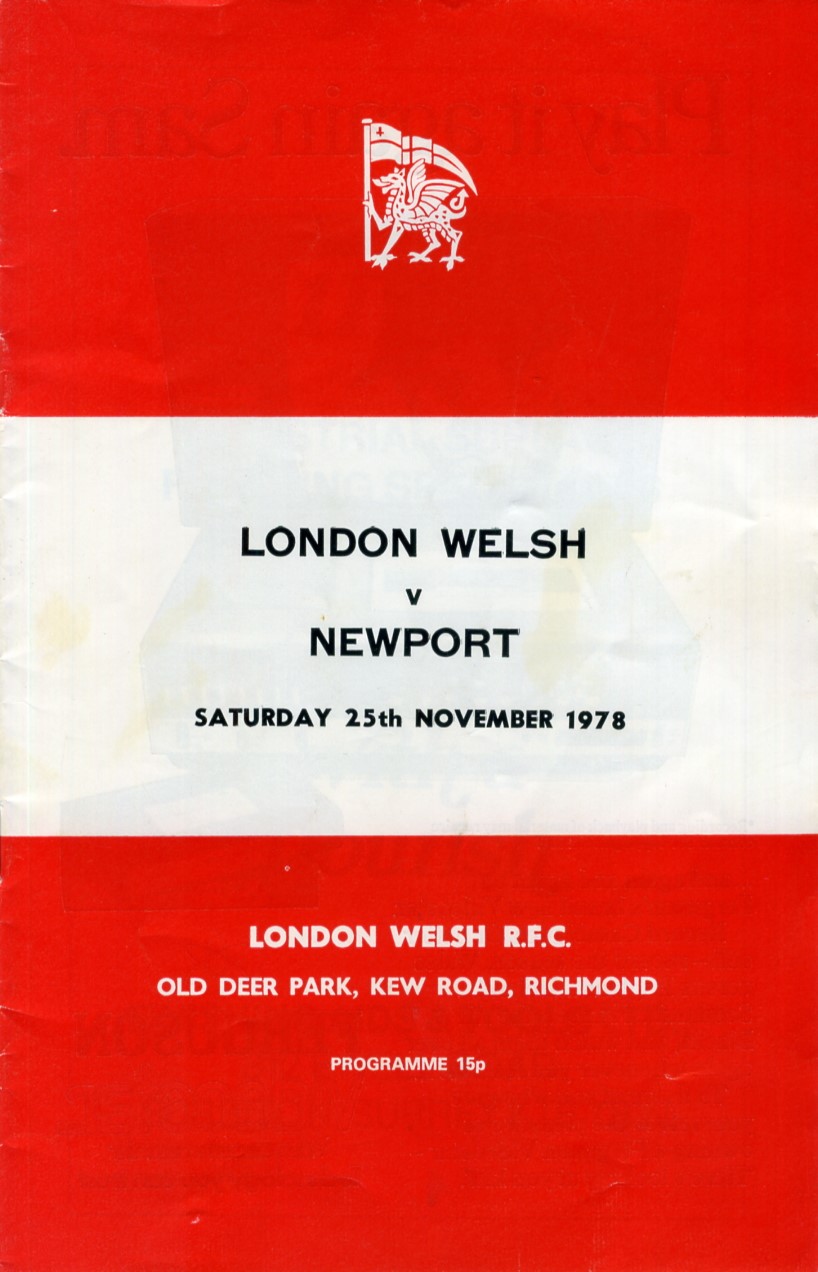 LONDON WELSH
v
NEWPORT
SATURDAY 25th NOVEMBER 1978
LONDON WELSH R.F.C.
OLD DEER PARK, KEW ROAD, RICHMOND
PROGRAMME 15p